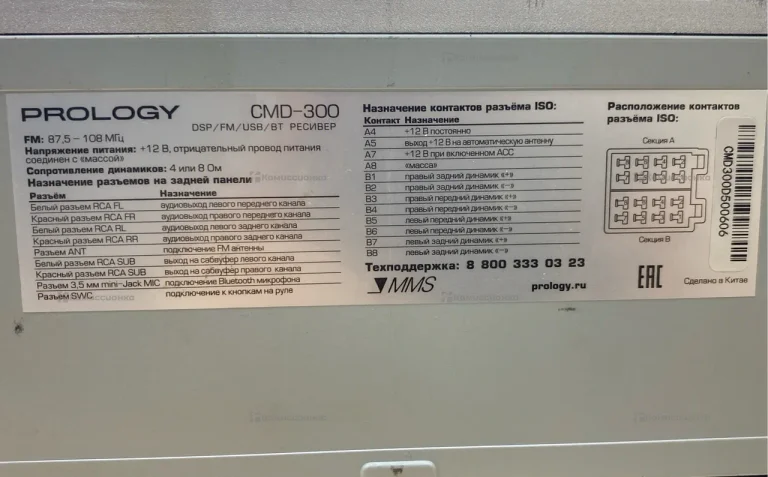 PROLOGY
CMD-300
DSP/FM/USB/BT РЕСИВЕР
FM: 87,5 – 108 МГц
Напряжение питания: +12 В, отрицательный провод питания
соединен с «массой»
Сопротивление динамиков: 4 или 8 Ом
Назначение разъемов на задней панели
Разъём Назначение
Белый разъем RCA FL аудиовыход левого переднего канала
Красный разъем RCA FR аудиовыход правого переднего канала
Белый разъем RCA RL аудиовыход левого заднего канала
Красный разъем RCA RR аудиовыход правого заднего канала
Разъем ANT подключение FM антенны
Белый разъем RCA SUB выход на сабвуфер левого канала
Красный разъем RCA SUB выход на сабвуфер правого канала
Разъем 3,5 мм mini-Jack MIC подключение Bluetooth микрофона
Разъем SWC подключение к кнопкам на руле
Назначение контактов разъёма ISO:
Контакт Назначение
A4 +12 В постоянно
A5 выход +12 В на автоматическую антенну
A7 +12 В при включенном ACC
A8 «масса»
B1 правый задний динамик «+»
B2 правый задний динамик «–»
B3 правый передний динамик «+»
B4 правый передний динамик «–»
B5 левый передний динамик «+»
B6 левый передний динамик «–»
B7 левый задний динамик «+»
B8 левый задний динамик «–»
Техподдержка: 8 800 333 03 23
MMS prology.ru
Расположение контактов
разъёма ISO:
Секция A
Секция B
CMD300D500606
EAC Сделано в Китае
Комиссионка